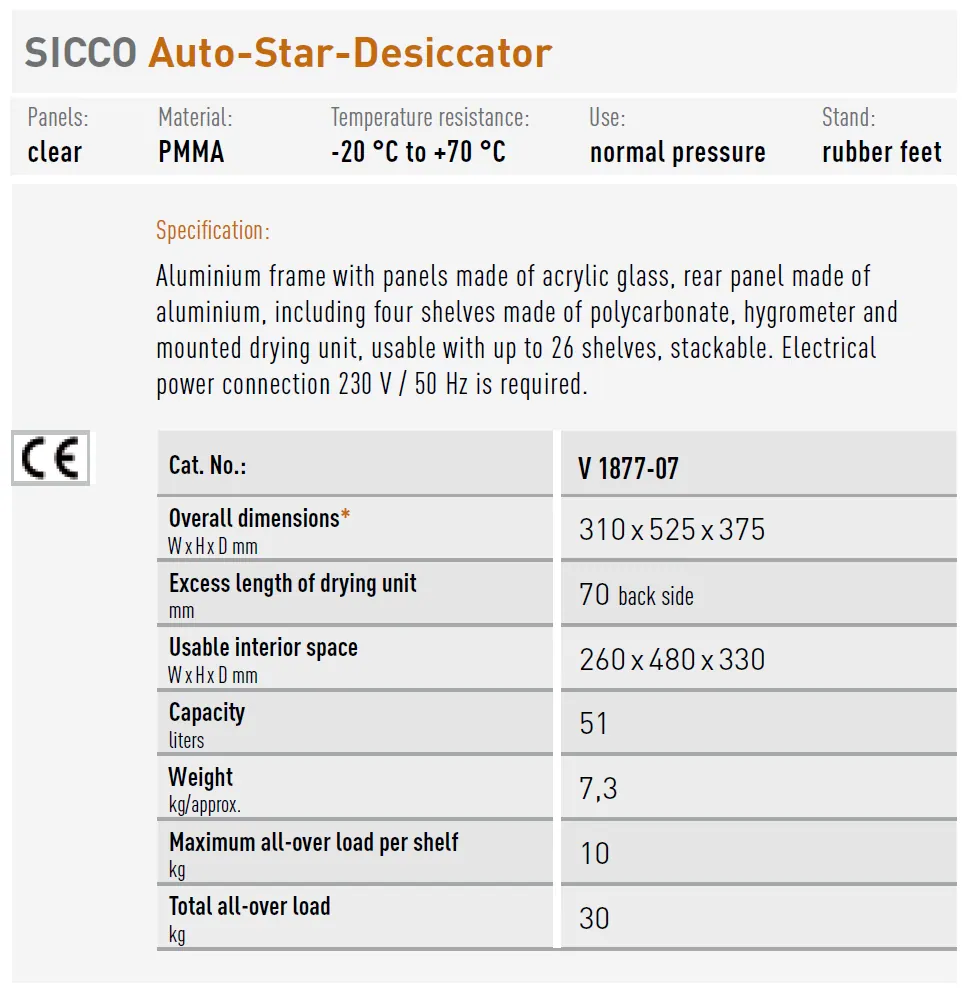 SICCO Auto-Star-Desiccator
Panels: Material: Temperature resistance: Use: Stand:
clear PMMA -20 °C to +70 °C normal pressure rubber feet
Specification:
Aluminium frame with panels made of acrylic glass, rear panel made of
aluminium, including four shelves made of polycarbonate, hygrometer and
mounted drying unit, usable with up to 26 shelves, stackable. Electrical
power connection 230 V / 50 Hz is required.
CE
Cat. No.: V 1877-07
Overall dimensions* 310 x 525 x 375
W x H x D mm
Excess length of drying unit 70 back side
mm
Usable interior space 260 x 480 x 330
W x H x D mm
Capacity 51
liters
Weight 7,3
kg/approx.
Maximum all-over load per shelf 10
kg
Total all-over load 30
kg